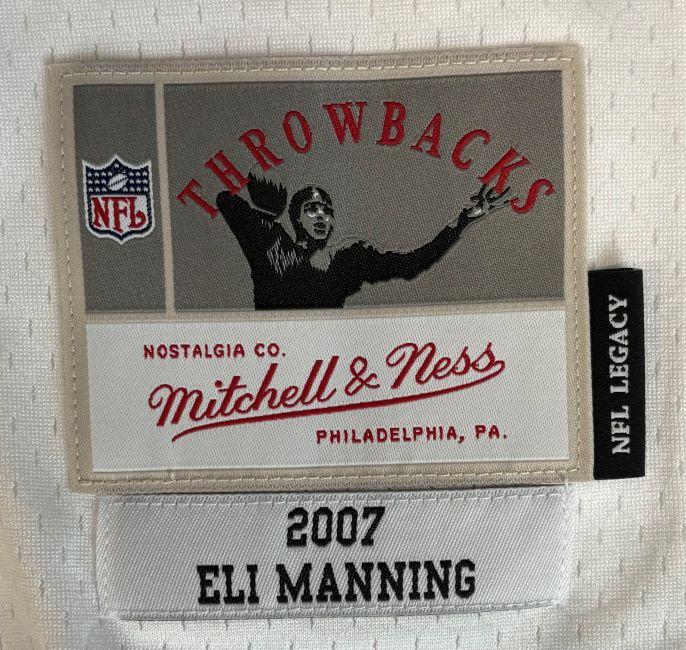 THROWBACKS
NFL
NOSTALGIA CO.
Mitchell & Ness
PHILADELPHIA, PA.
NFL LEGACY
2007
ELI MANNING